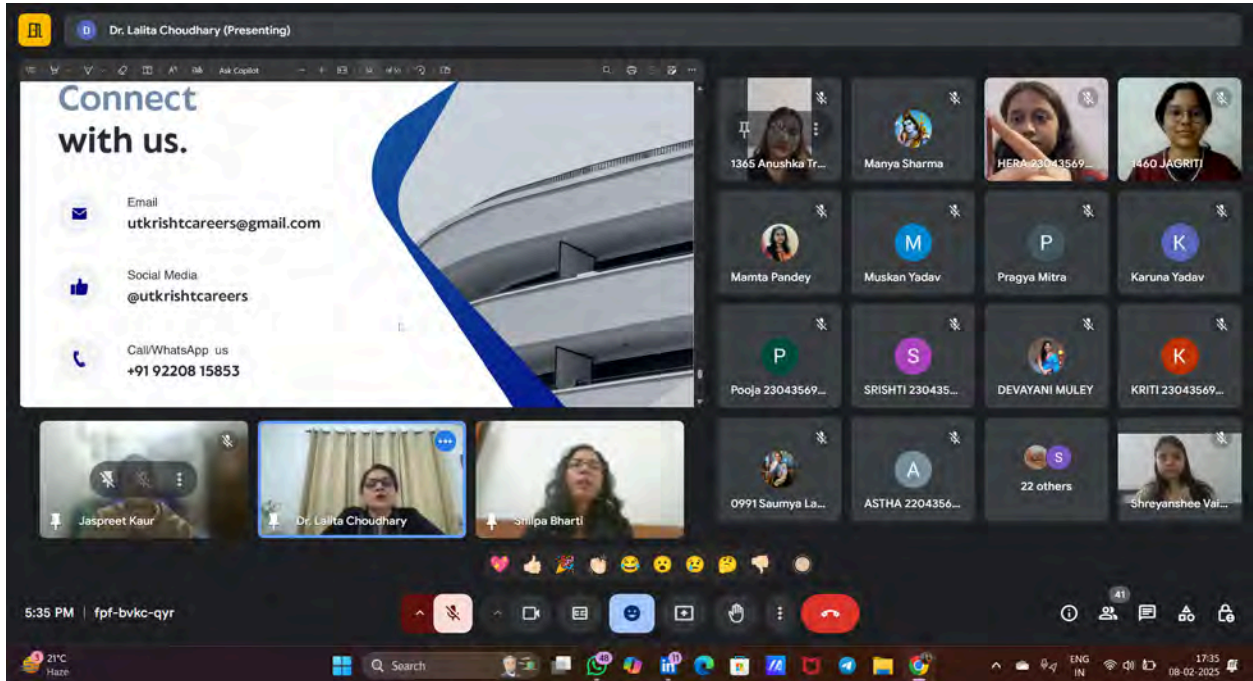 D Dr. Lalita Choudhary (Presenting)
Ask Copilot
Connect
with us.
Email
utkrishtcareers@gmail.com
Social Media
@utkrishtcareers
Call/WhatsApp us
+91 92208 15853
1365 Anushka Tr...
Manya Sharma
HERA 23043569...
1460 JAGRITI
Mamta Pandey
M
Muskan Yadav
P
Pragya Mitra
K
Karuna Yadav
P
Pooja 23043569...
S
SRISHTI 230435...
DEVAYANI MULEY
K
KRITI 23043569...
0991 Saumya La...
A
ASTHA 2204356...
S
22 others
Shreyanshee Vai...
Jaspreet Kaur
Dr. Lalita Choudhary
Shilpa Bharti
5:35 PM | fpf-bvkc-qyr
41
1
21°C
Haze
Search
48
ENG
IN
17:35
08-02-2025